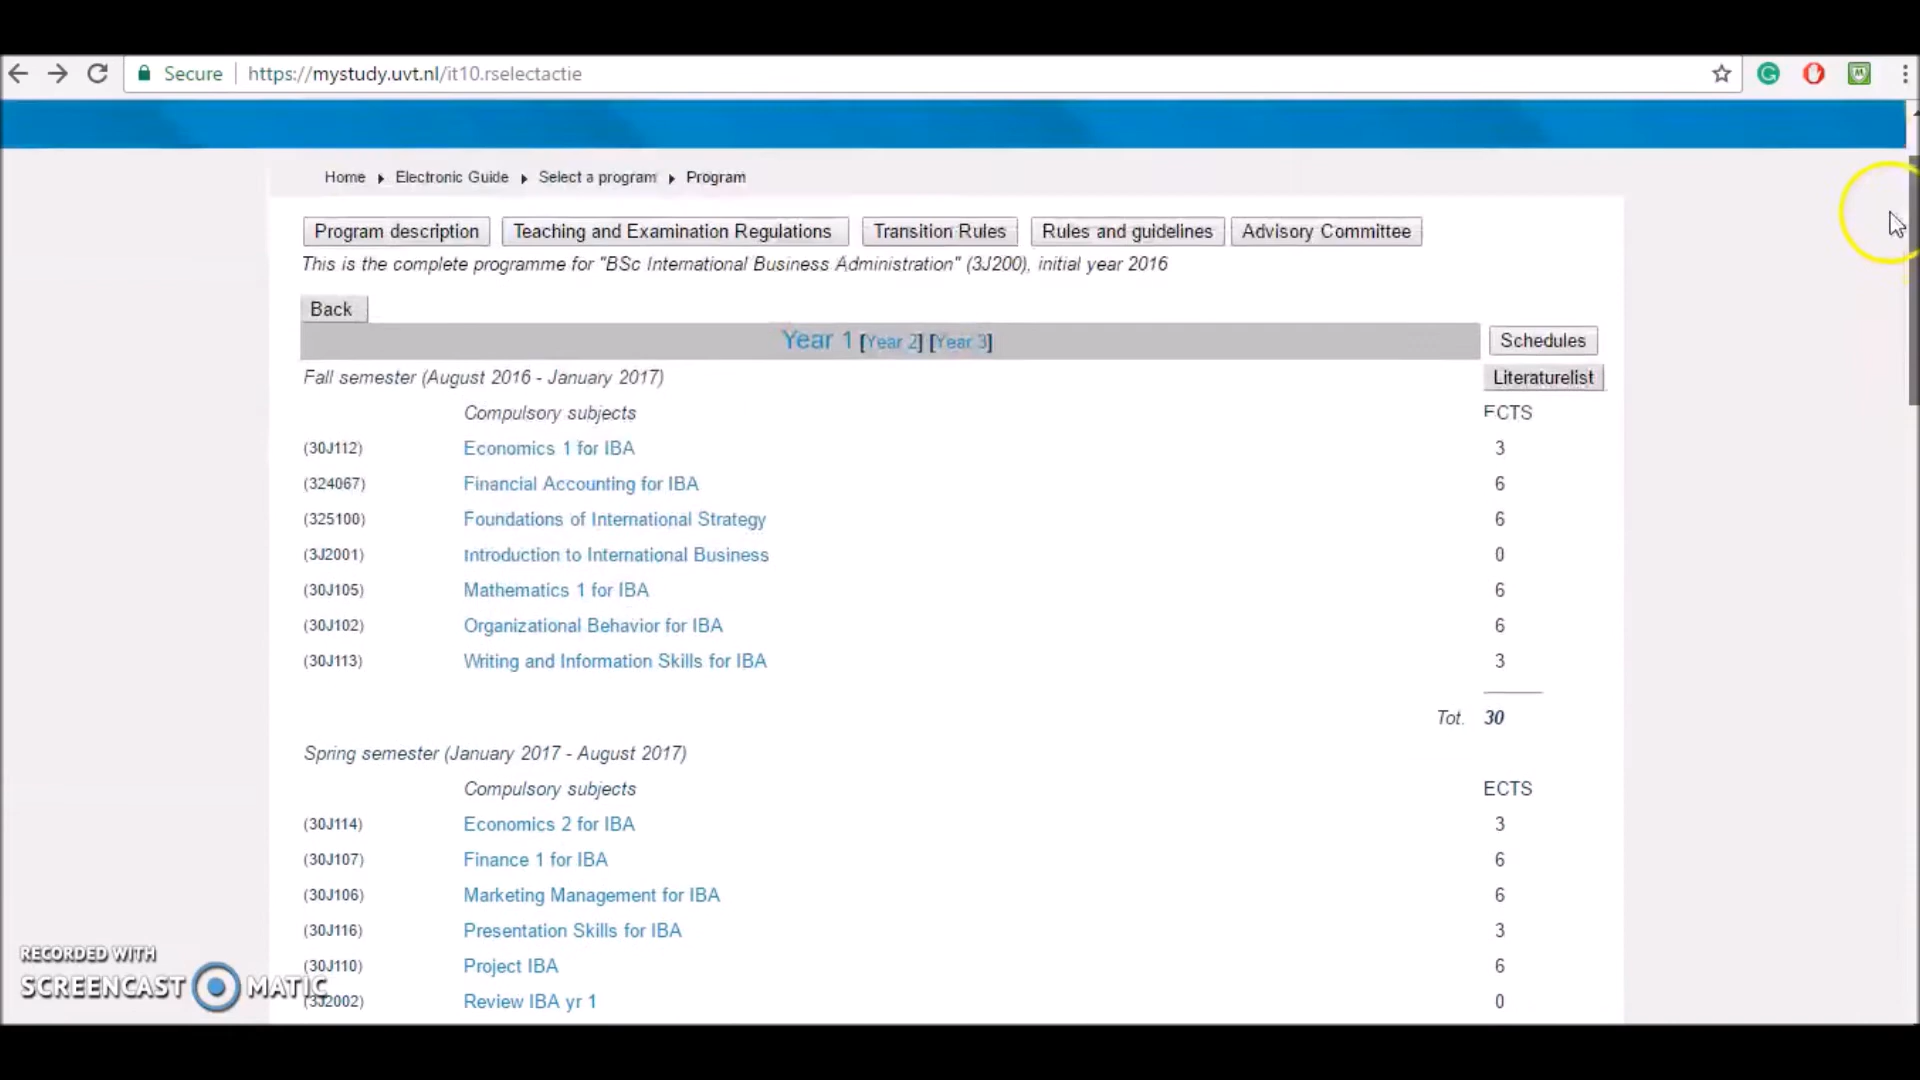 Secure https://mystudy.uvt.nl/it10.rselectactie
Home Electronic Guide Select a program Program
Program description Teaching and Examination Regulations Transition Rules Rules and guidelines Advisory Committee
This is the complete programme for "BSc International Business Administration" (3J200), initial year 2016
Back
Year 1 [Year 2] [Year 3] Schedules
Fall semester (August 2016 - January 2017) Literaturelist
Compulsory subjects ECTS
(30J112) Economics 1 for IBA 3
(324067) Financial Accounting for IBA 6
(325100) Foundations of International Strategy 6
(3J2001) Introduction to International Business 0
(30J105) Mathematics 1 for IBA 6
(30J102) Organizational Behavior for IBA 6
(30J113) Writing and Information Skills for IBA 3
Tot. 30
Spring semester (January 2017 - August 2017)
Compulsory subjects ECTS
(30J114) Economics 2 for IBA 3
(30J107) Finance 1 for IBA 6
(30J106) Marketing Management for IBA 6
(30J116) Presentation Skills for IBA 3
(30J110) Project IBA 6
(3J2002) Review IBA yr 1 0
RECORDED WITH
SCREENCAST MATIC